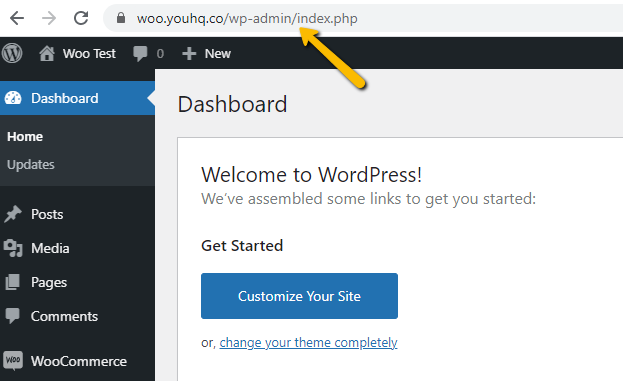 woo.youhq.co/wp-admin/index.php
Woo Test 0 New
Dashboard
Home
Updates
Posts
Media
Pages
Comments
WOO WooCommerce
Dashboard
Welcome to WordPress!
We've assembled some links to get you started:
Get Started
Customize Your Site
or, change your theme completely